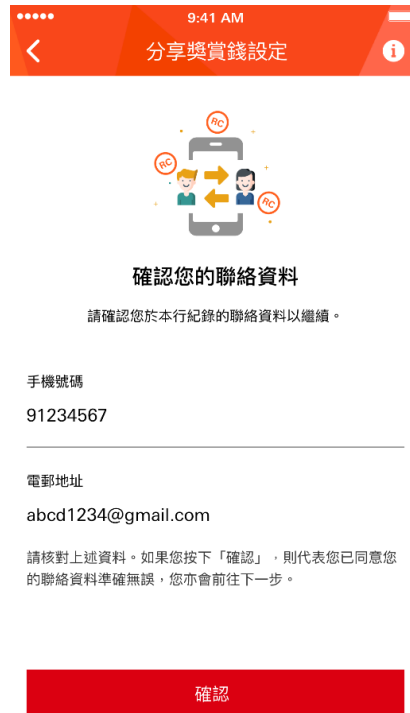 9:41 AM
分享獎賞錢設定
RC
RC
RC
確認您的聯絡資料
請確認您於本行紀錄的聯絡資料以繼續。
手機號碼
91234567
電郵地址
abcd1234@gmail.com
請核對上述資料。如果您按下「確認」，則代表您已同意您
的聯絡資料準確無誤，您亦會前往下一步。
確認